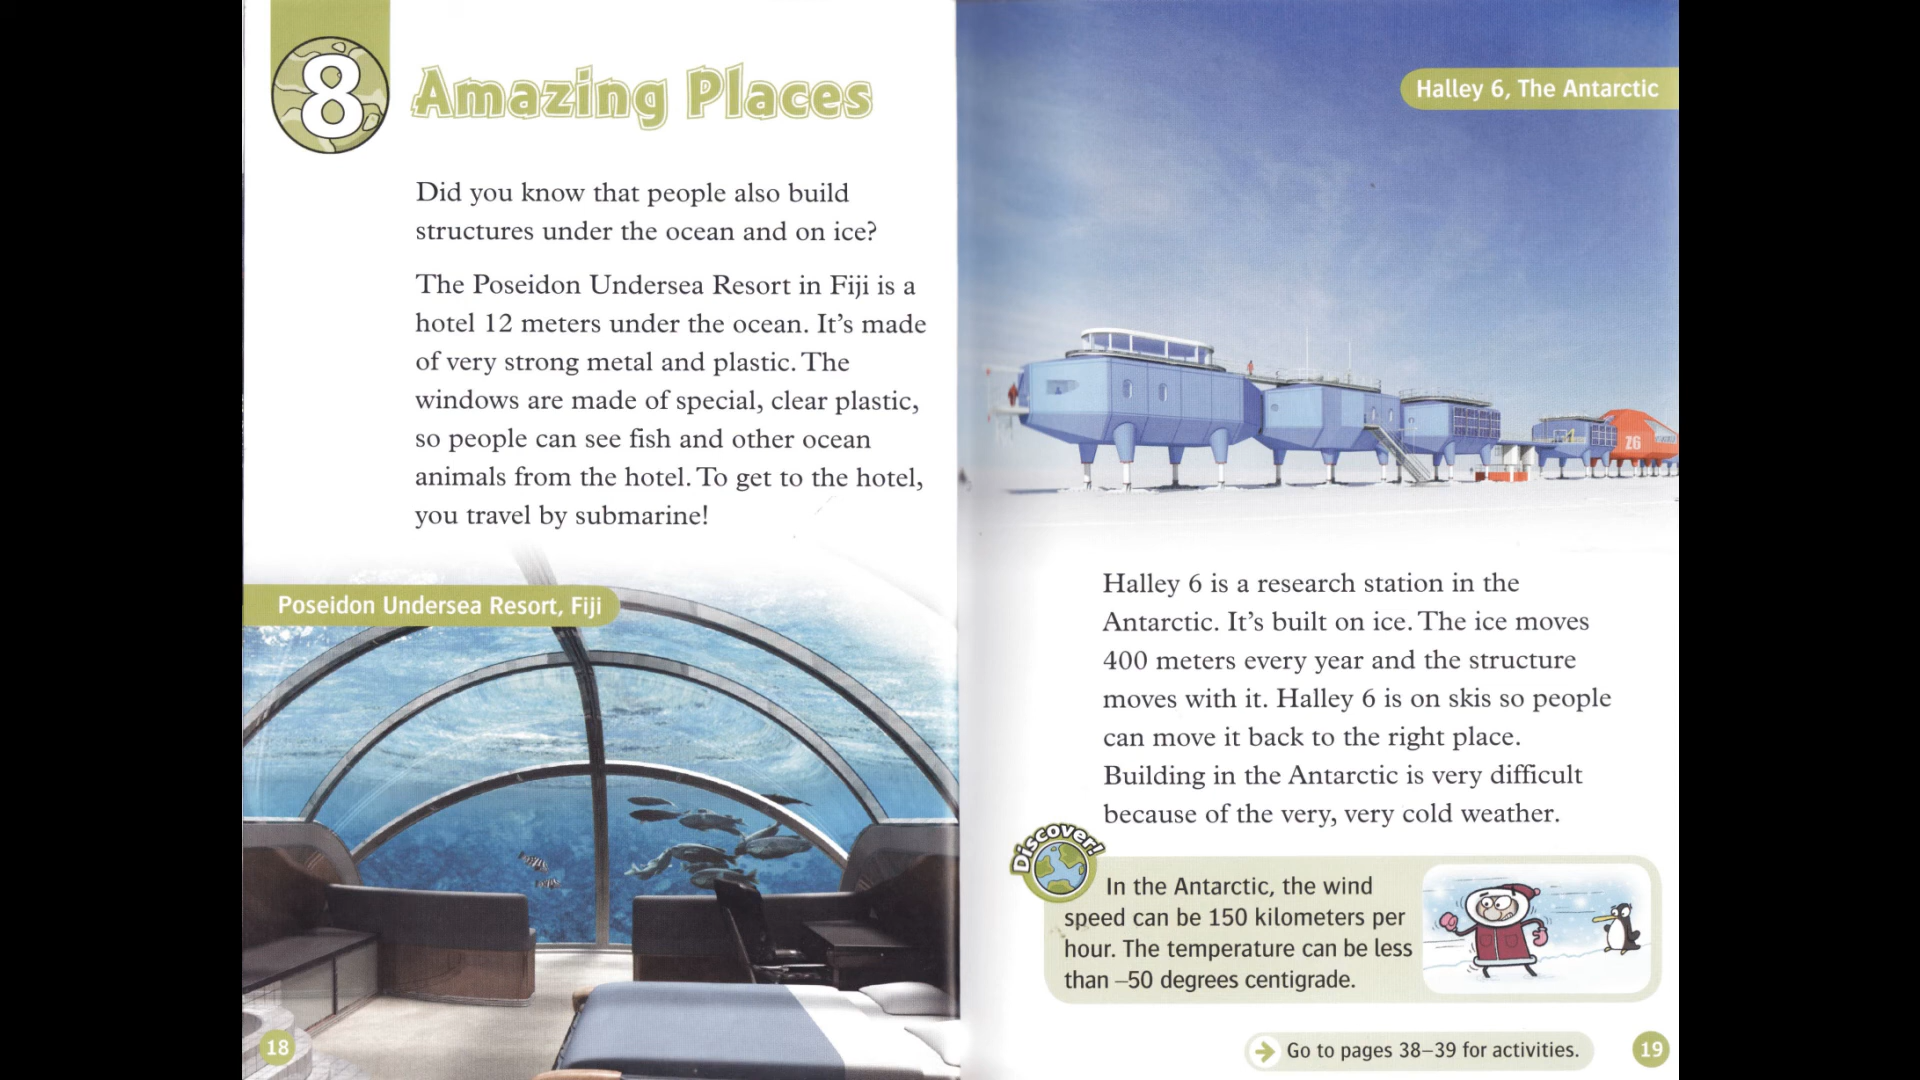 8
Amazing Places
Did you know that people also build
structures under the ocean and on ice?
The Poseidon Undersea Resort in Fiji is a
hotel 12 meters under the ocean. It's made
of very strong metal and plastic. The
windows are made of special, clear plastic,
so people can see fish and other ocean
animals from the hotel. To get to the hotel,
you travel by submarine!
Poseidon Undersea Resort, Fiji
18
Halley 6, The Antarctic
Z6
Halley 6 is a research station in the
Antarctic. It's built on ice. The ice moves
400 meters every year and the structure
moves with it. Halley 6 is on skis so people
can move it back to the right place.
Building in the Antarctic is very difficult
because of the very, very cold weather.
Discover!
In the Antarctic, the wind
speed can be 150 kilometers per
hour. The temperature can be less
than –50 degrees centigrade.
Go to pages 38–39 for activities.
19